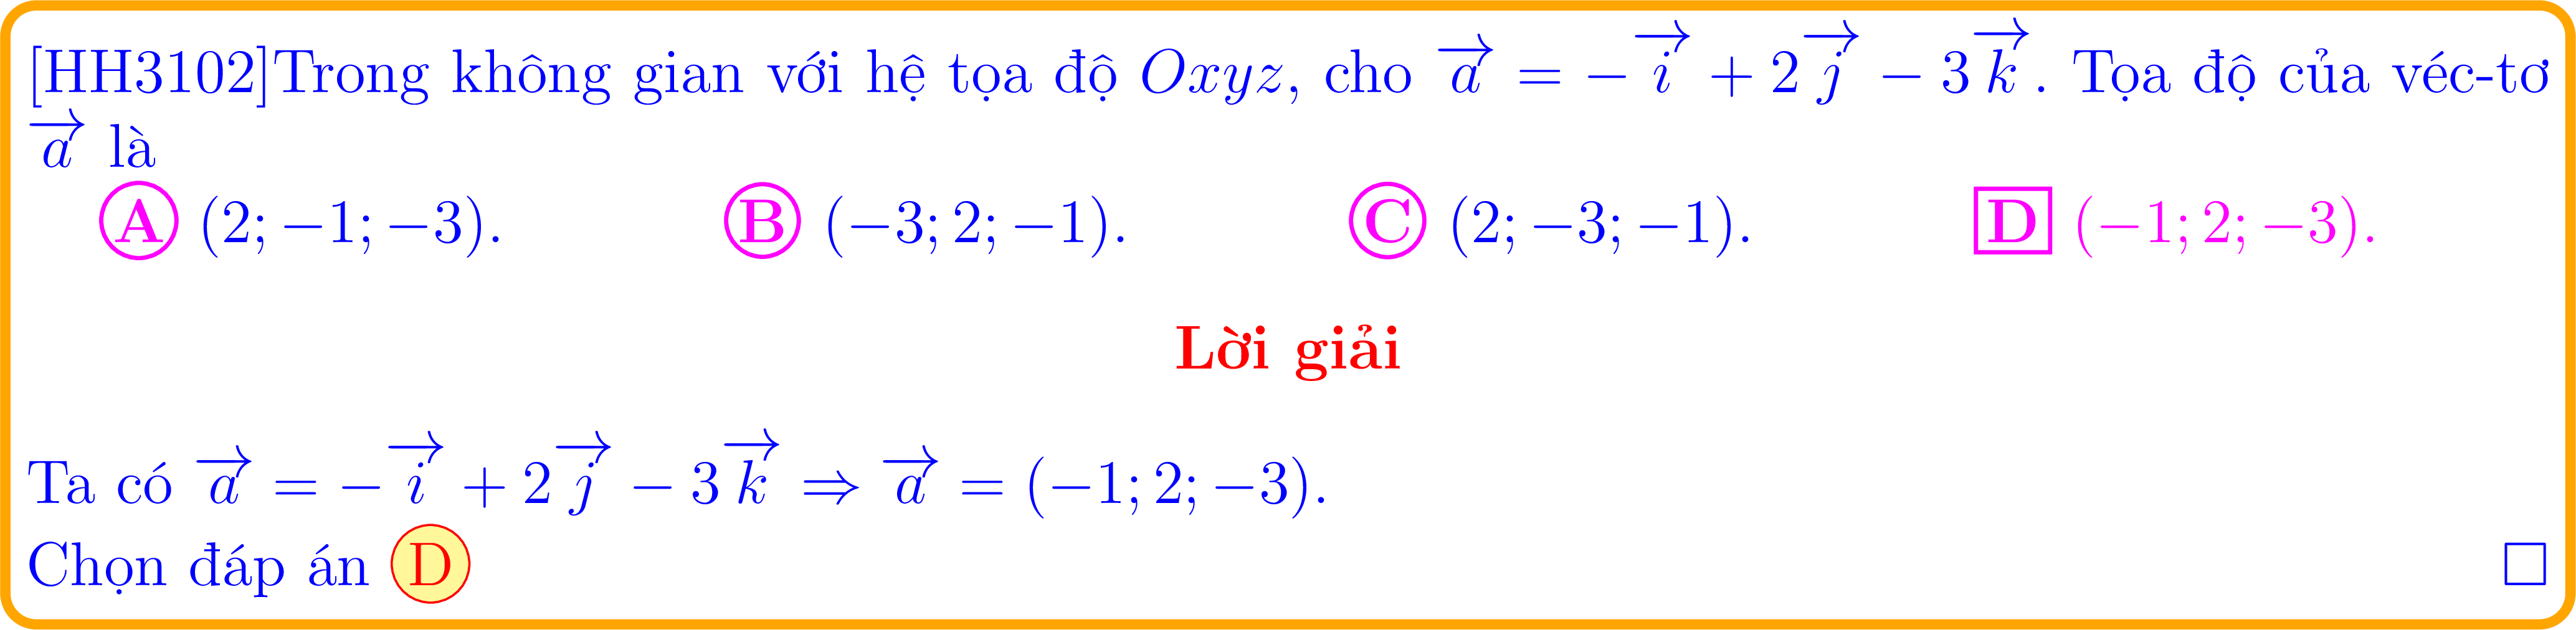 [HH3102]Trong không gian với hệ tọa độ Oxyz, cho $\overrightarrow{a} = -\overrightarrow{i} + 2\overrightarrow{j} - 3\overrightarrow{k}$. Tọa độ của véc-tơ
$\overrightarrow{a}$ là
A (2; −1; −3). B (−3; 2; −1). C (2; −3; −1). D (−1; 2; −3).
Lời giải
Ta có $\overrightarrow{a} = -\overrightarrow{i} + 2\overrightarrow{j} - 3\overrightarrow{k} \Rightarrow \overrightarrow{a} = (-1; 2; -3)$.
Chọn đáp án D □